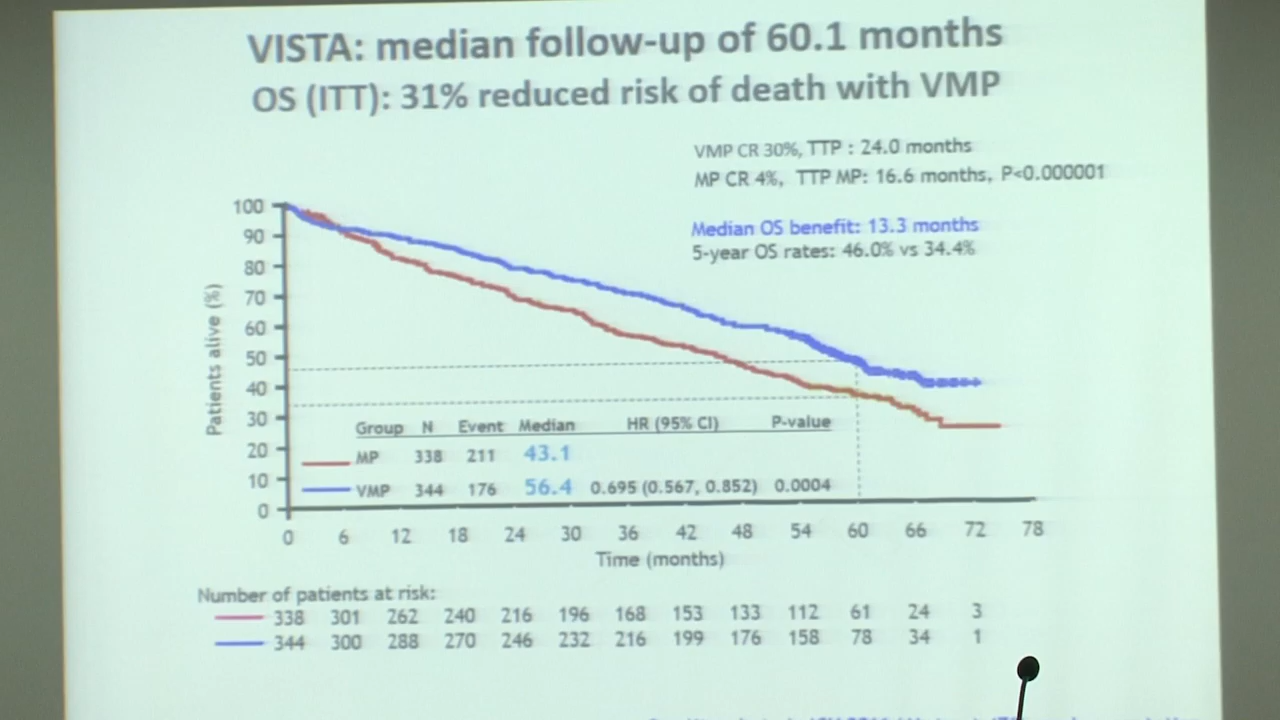 VISTA: median follow-up of 60.1 months
OS (ITT): 31% reduced risk of death with VMP
VMP CR 30%, TTP : 24.0 months
MP CR 4%, TTP MP: 16.6 months, P<0.000001
Median OS benefit: 13.3 months
5-year OS rates: 46.0% vs 34.4%
Patients alive (%)
100
90
80
70
60
50
40
30
20
10
0
Group N Event Median HR (95% CI) P-value
MP 338 211 43.1
VMP 344 176 56.4 0.695 (0.567, 0.852) 0.0004
0 6 12 18 24 30 36 42 48 54 60 66 72 78
Time (months)
Number of patients at risk:
338 301 262 240 216 196 168 153 133 112 61 24 3
344 300 288 270 246 232 216 199 176 158 78 34 1